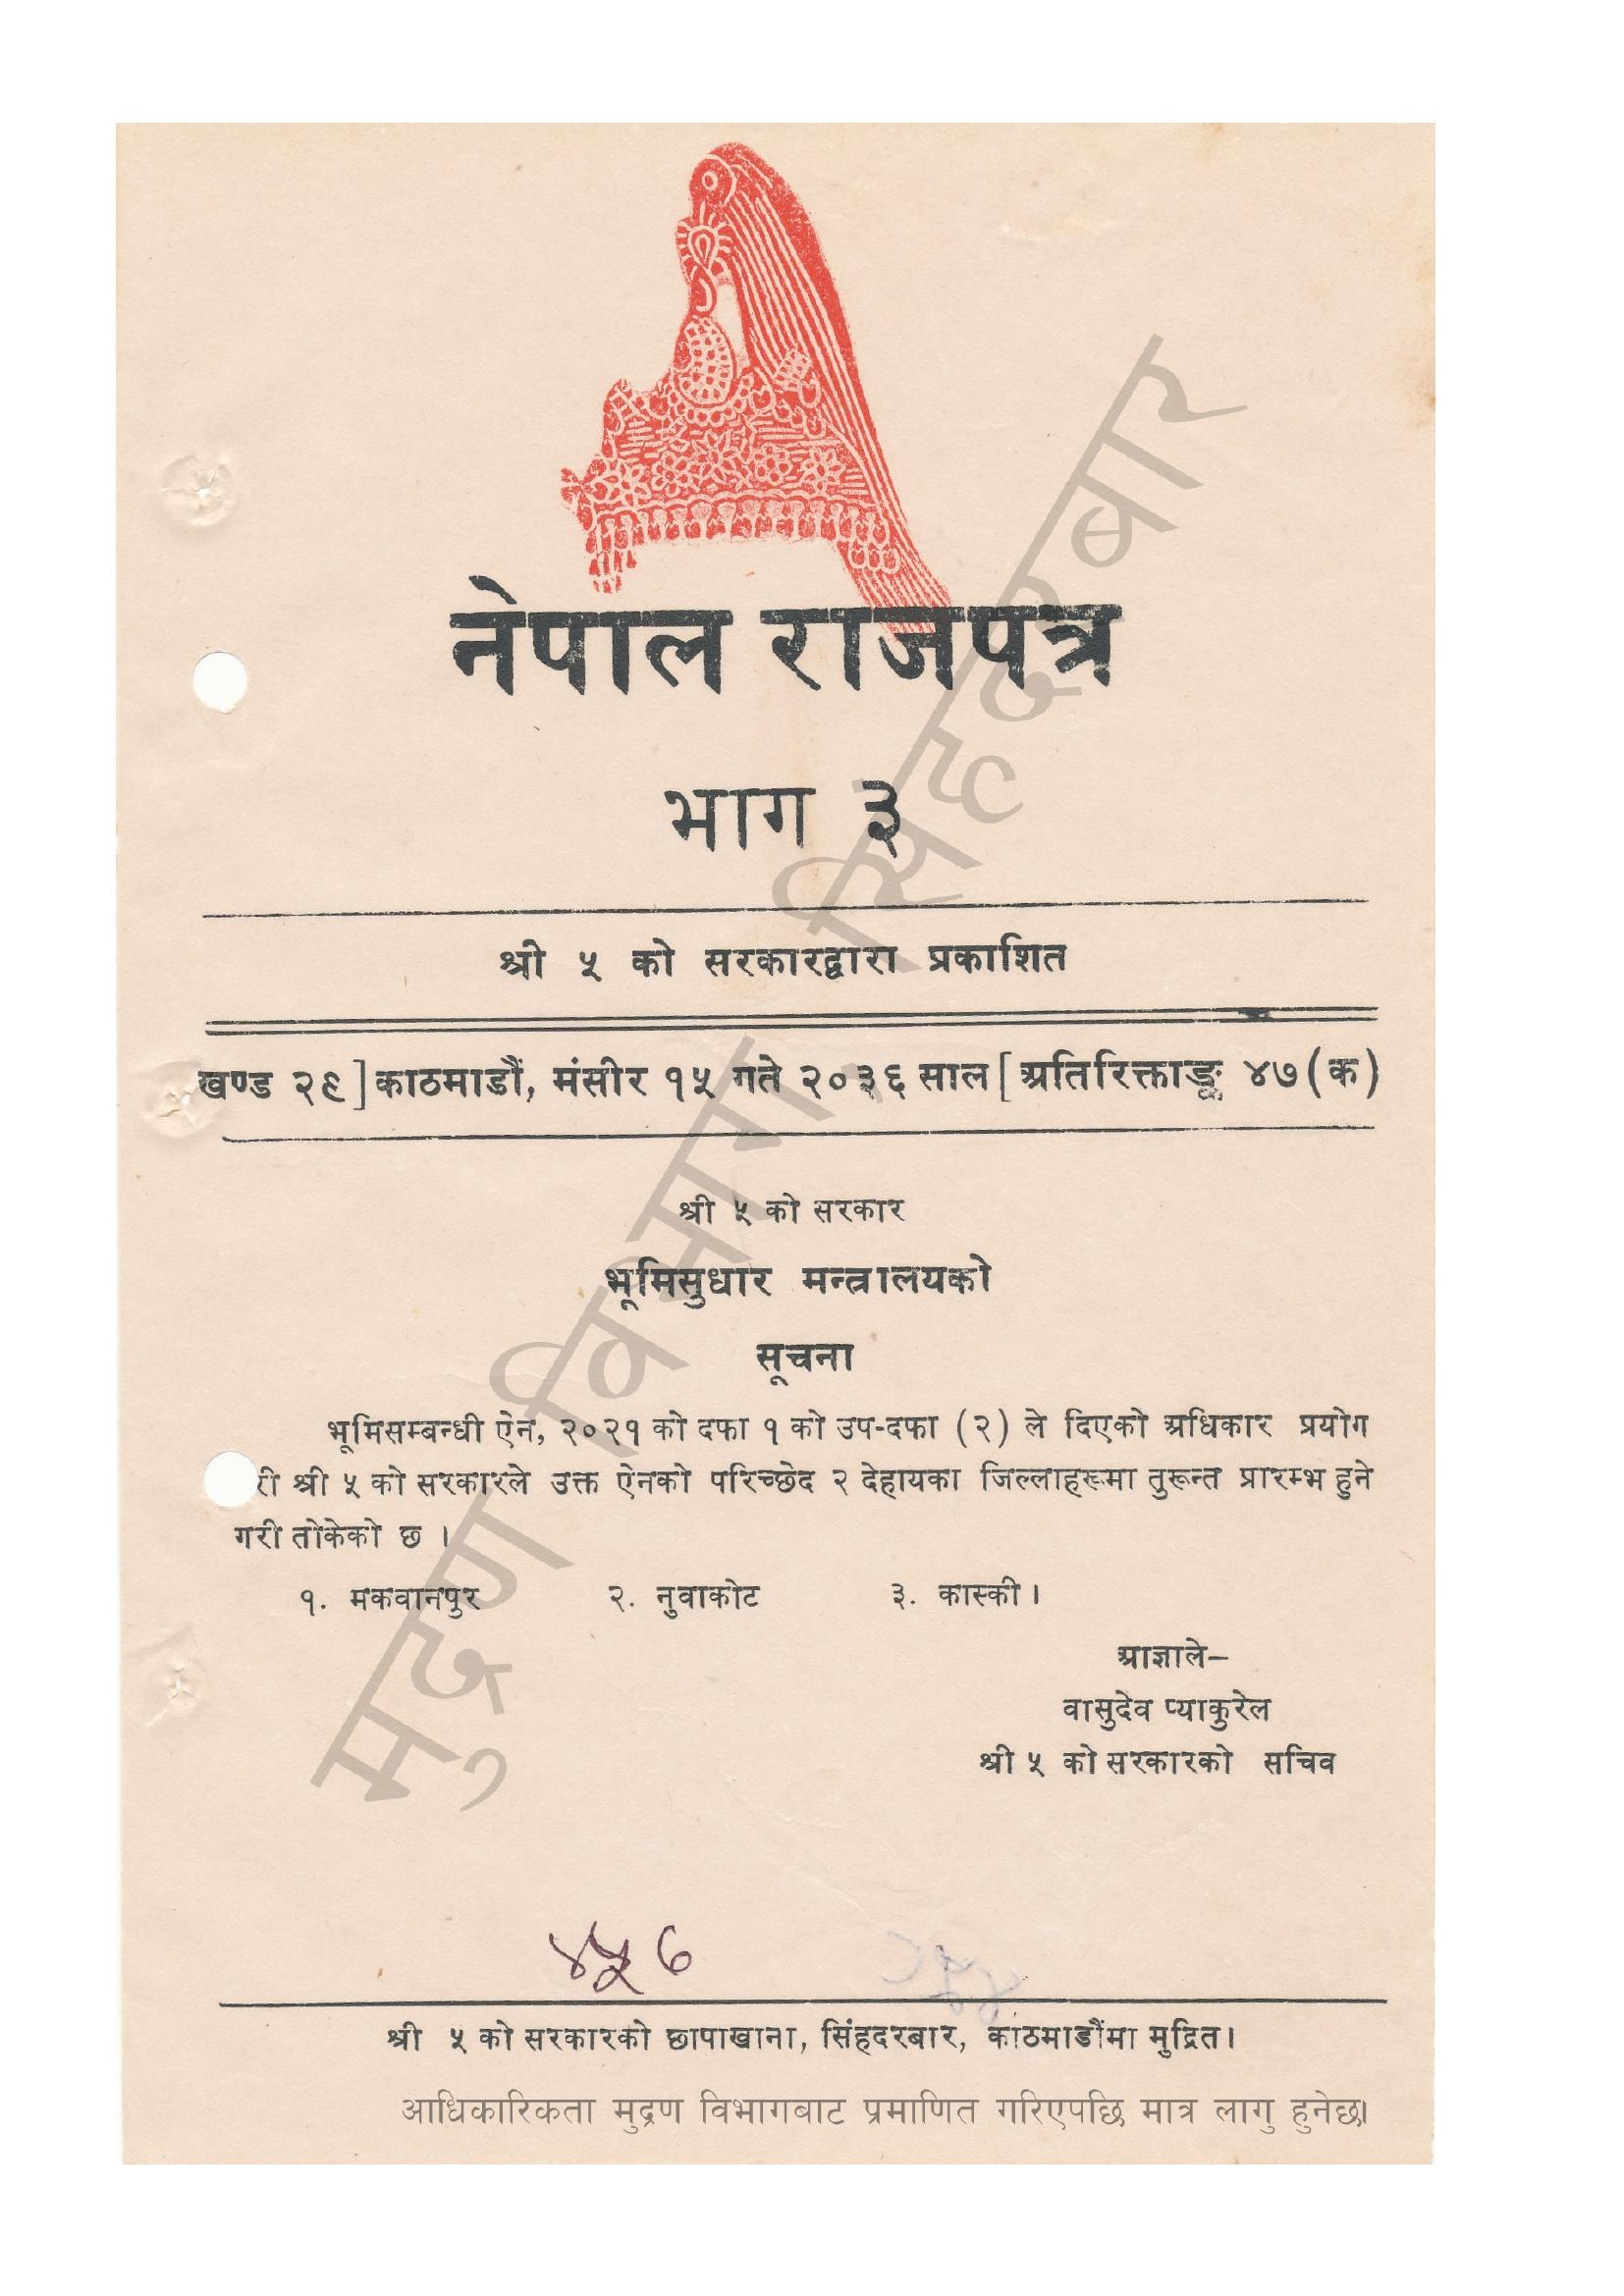 नेपाल राजपत्र
भाग ३
श्री ५ को सरकारद्वारा प्रकाशित
खण्ड २९] काठमाडौं, मंसीर १५ गते २०३६ साल [अतिरिक्ताङ्क ४७ (क)
श्री ५ को सरकार
भूमिसुधार मन्त्रालयको
सूचना
भूमिसम्बन्धी ऐन, २०२१ को दफा १ को उप-दफा (२) ले दिएको अधिकार प्रयोग
री श्री ५ को सरकारले उक्त ऐनको परिच्छेद २ देहायका जिल्लाहरूमा तुरून्त प्रारम्भ हुने
गरी तोकेको छ ।
१. मकवानपुर २. नुवाकोट ३. कास्की ।
आज्ञाले–
वासुदेव प्याकुरेल
श्री ५ को सरकारको सचिव
४५७
श्री ५ को सरकारको छापाखाना, सिंहदरबार, काठमाडौंमा मुद्रित।
आधिकारिकता मुद्रण विभागबाट प्रमाणित गरिएपछि मात्र लागु हुनेछ।
मुद्रण विभाग, सिंहदरबार